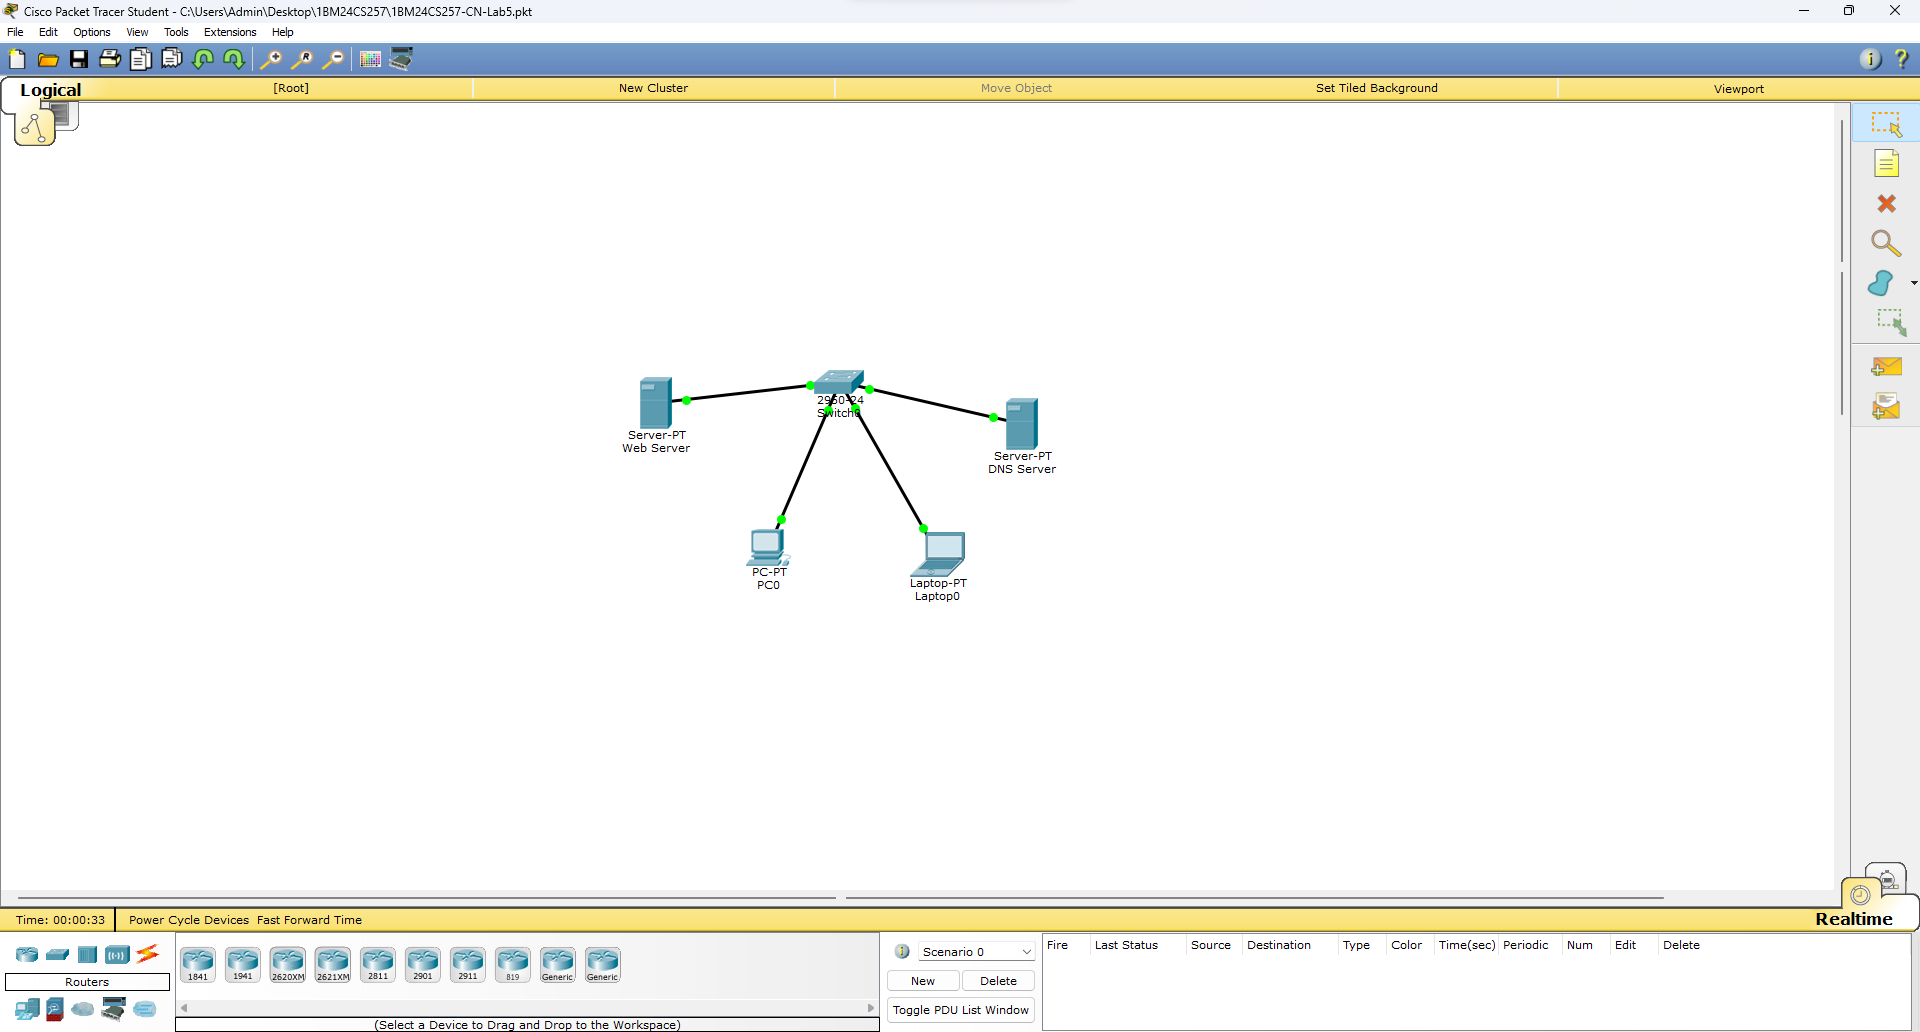 Cisco Packet Tracer Student - C:\Users\Admin\Desktop\1BM24CS257\1BM24CS257-CN-Lab5.pkt
File Edit Options View Tools Extensions Help
Logical [Root] New Cluster Move Object Set Tiled Background Viewport
2960-24
Switch0
Server-PT
Web Server
Server-PT
DNS Server
PC-PT
PC0
Laptop-PT
Laptop0
Time: 00:00:33 Power Cycle Devices Fast Forward Time
Realtime
Routers
1841 1941 2620XM 2621XM 2811 2901 2911 819 Generic Generic
(Select a Device to Drag and Drop to the Workspace)
Scenario 0
New Delete
Toggle PDU List Window
Fire Last Status Source Destination Type Color Time(sec) Periodic Num Edit Delete